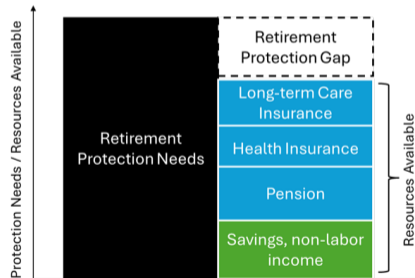 Protection Needs / Resources Available
Retirement
Protection Needs
Retirement
Protection Gap
Long-term Care
Insurance
Health Insurance
Pension
Savings, non-labor
income
Resources Available